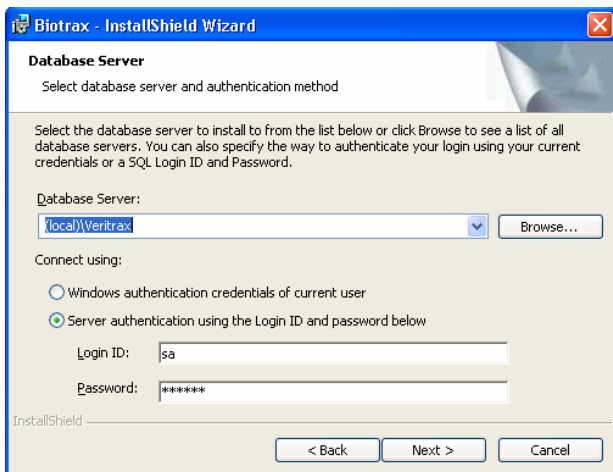 Biotrax - InstallShield Wizard
Database Server
Select database server and authentication method
Select the database server to install to from the list below or click Browse to see a list of all
database servers. You can also specify the way to authenticate your login using your current
credentials or a SQL Login ID and Password.
Database Server:
(local)\Veritrax
Browse...
Connect using:
Windows authentication credentials of current user
Server authentication using the Login ID and password below
Login ID:
sa
Password:
******
InstallShield
< Back
Next >
Cancel